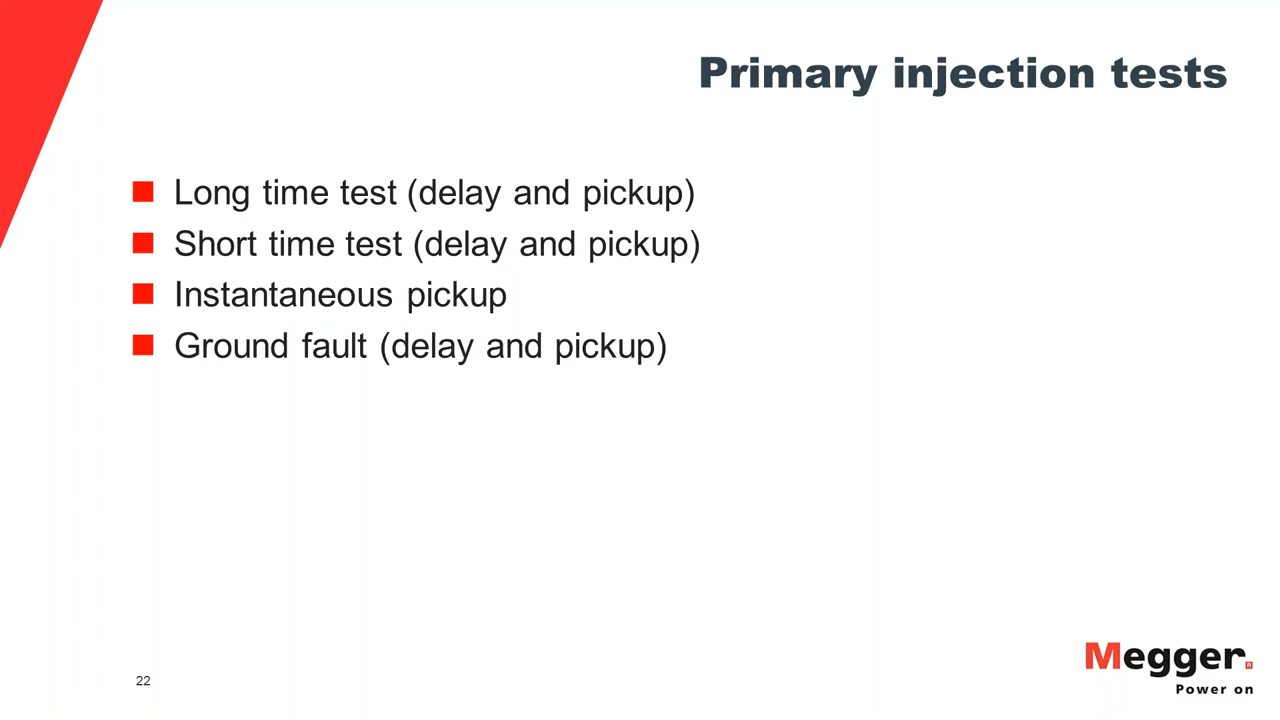 Primary injection tests
Long time test (delay and pickup)
Short time test (delay and pickup)
Instantaneous pickup
Ground fault (delay and pickup)
22
Megger.
Power on